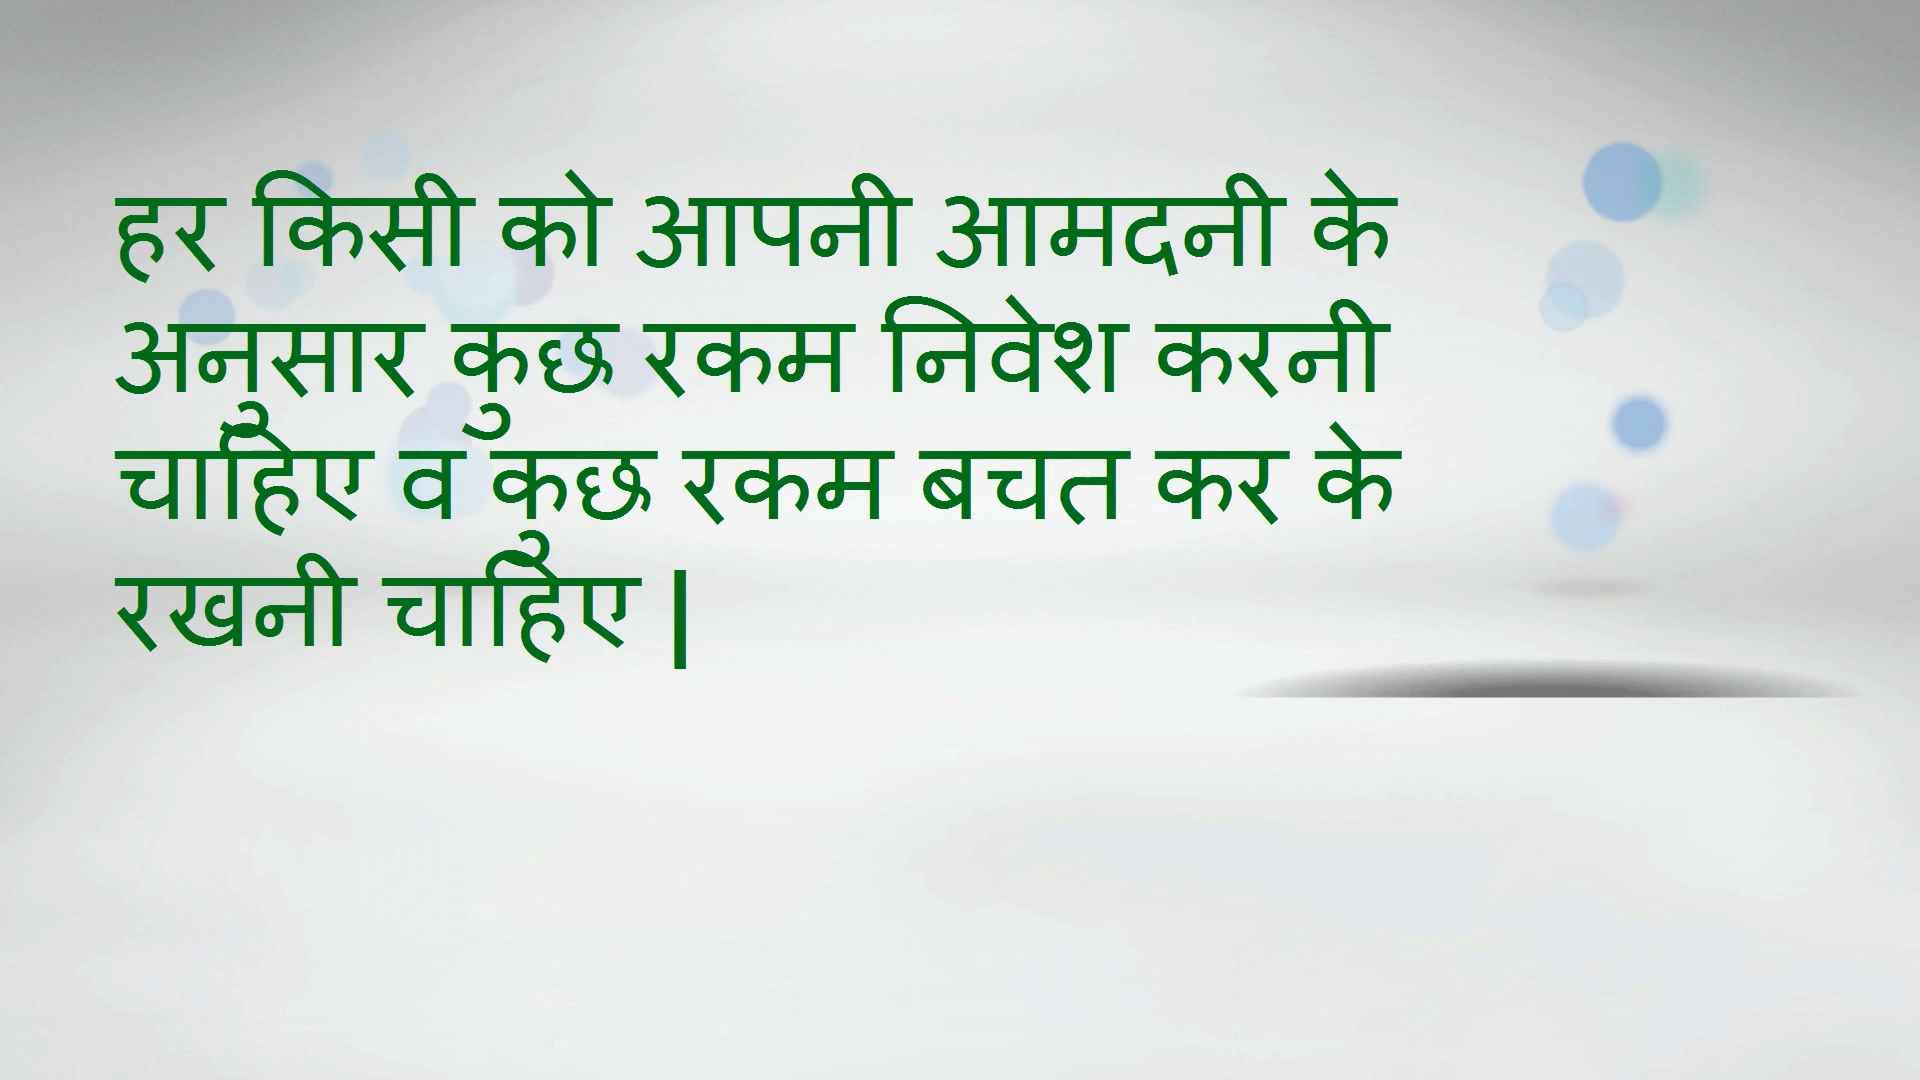 हर किसी को आपनी आमदनी के
अनुसार कुछ रकम निवेश करनी
चाहिए व कुछ रकम बचत कर के
रखनी चाहिए |